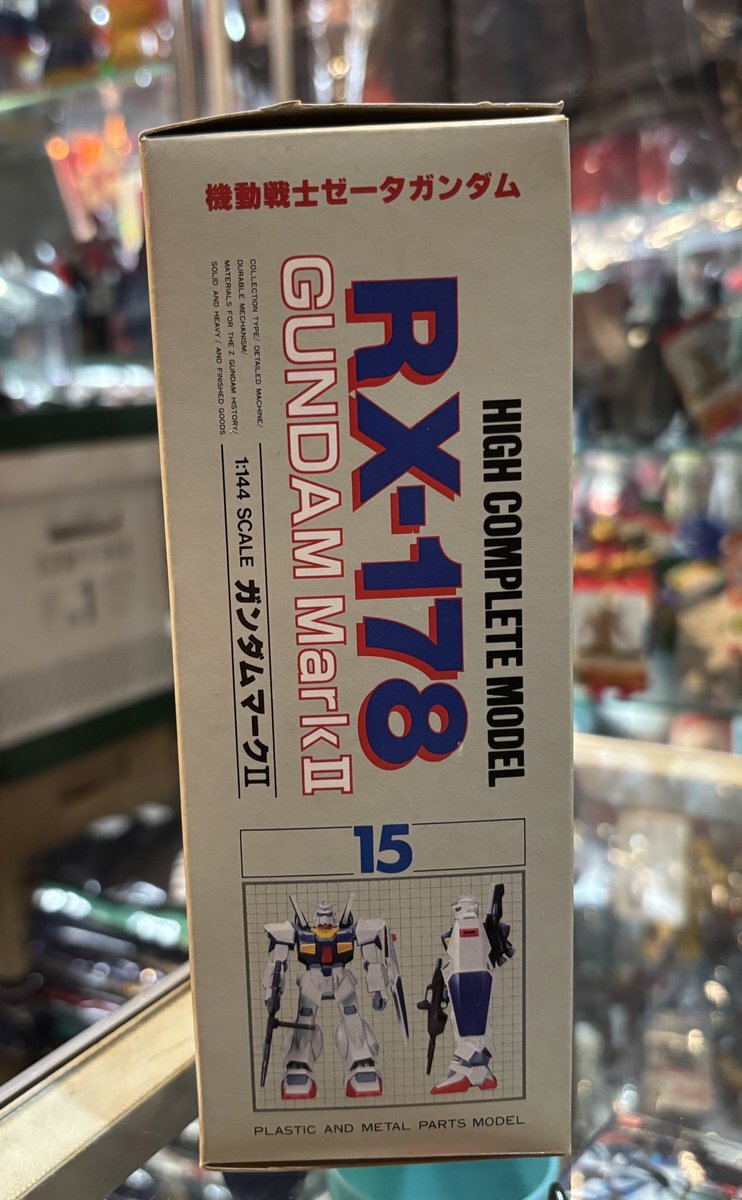 機動戦士ゼータガンダム
HIGH COMPLETE MODEL
RX-178
GUNDAM Mark II
COLLECTION TYPE/ DETAILED MACHINE/
DURABLE MECHANISM/
MATERIALS FOR THE Z GUNDAM HISTORY/
SOLID AND HEAVY/ AND FINISHED GOODS
1:144 SCALE ガンダムマークII
15
PLASTIC AND METAL PARTS MODEL